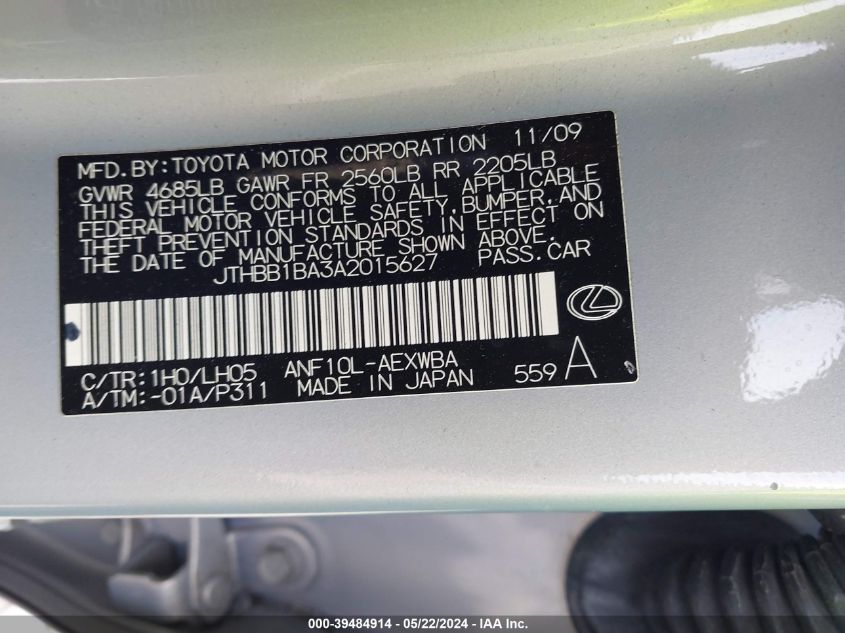 MFD.BY:TOYOTA MOTOR CORPORATION 11/09
GVWR 4685LB GAWR FR 2560LB RR 2205LB
THIS VEHICLE CONFORMS TO ALL APPLICABLE
FEDERAL MOTOR VEHICLE SAFETY,BUMPER,AND
THEFT PREVENTION STANDARDS IN EFFECT ON
THE DATE OF MANUFACTURE SHOWN ABOVE.
JTHBB1BA3A2015627 PASS.CAR
C/TR:1H0/LH05 ANF10L-AEXWBA
A/TM:-01A/P311 MADE IN JAPAN 559 A
000-39484914 - 05/22/2024 - IAA Inc.